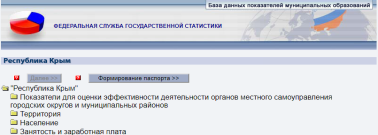 База данных показателей муниципальных образований
ФЕДЕРАЛЬНАЯ СЛУЖБА ГОСУДАРСТВЕННОЙ СТАТИСТИКИ
Республика Крым
Далее >> Формирование паспорта >>
"Республика Крым"
Показатели для оценки эффективности деятельности органов местного самоуправления
городских округов и муниципальных районов
Территория
Население
Занятость и заработная плата